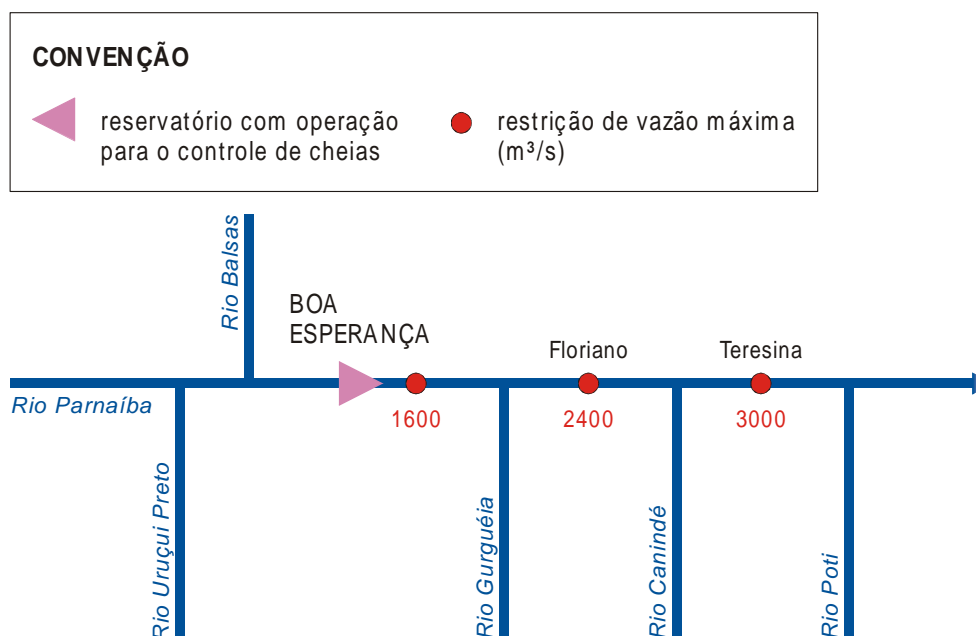 CONVENÇÃO
reservatório com operação
para o controle de cheias
restrição de vazão máxima
(m³/s)
Rio Balsas
BOA
ESPERANÇA
Floriano
Teresina
Rio Parnaíba
1600
2400
3000
Rio Uruçui Preto
Rio Gurguéia
Rio Canindé
Rio Poti